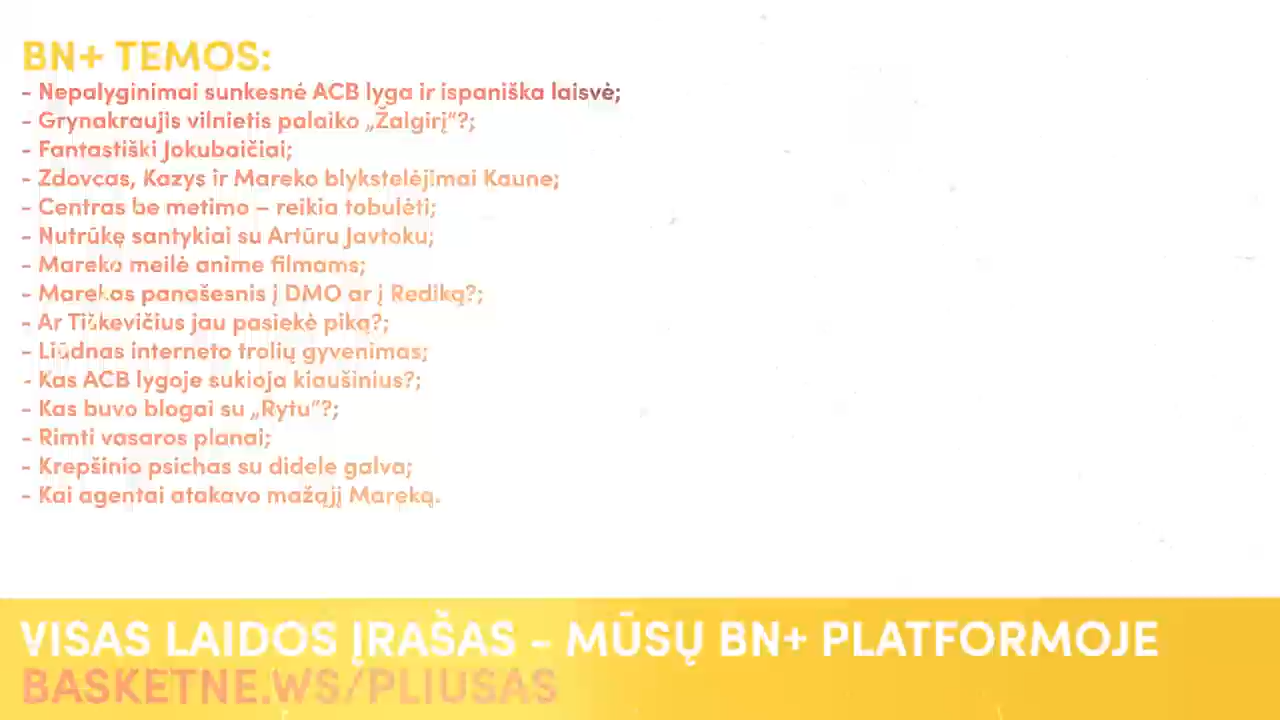 BN+ TEMOS:
- Nepalyginimai sunkesnė ACB lyga ir ispaniška laisvė;
- Grynakraujis vilnietis palaiko „Žalgirį“?;
- Fantastiški Jokubaičiai;
- Zdovcas, Kazys ir Mareko blykstelėjimai Kaune;
- Centras be metimo – reikia tobulėti;
- Nutrūkę santykiai su Artūru Javtoku;
- Mareko meilė anime filmams;
- Marekas panašesnis į DMO ar į Rediką?;
- Ar Tiškevičius jau pasiekė piką?;
- Liūdnas interneto trolių gyvenimas;
- Kas ACB lygoje sukioja kiaušinius?;
- Kas buvo blogai su „Rytu“?;
- Rimti vasaros planai;
- Krepšinio psichas su didele galva;
- Kai agentai atakavo mažąjį Mareką.
VISAS LAIDOS ĮRAŠAS - MŪSŲ BN+ PLATFORMOJE
BASKETNE.WS/PLIUSAS